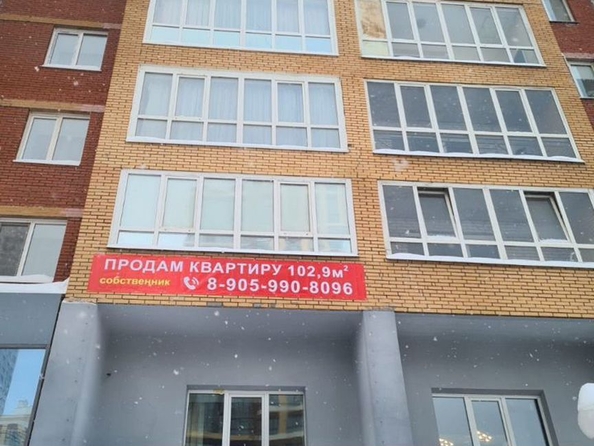 ПРОДАМ КВАРТИРУ 102,9м²
собственник 8-905-990-8096